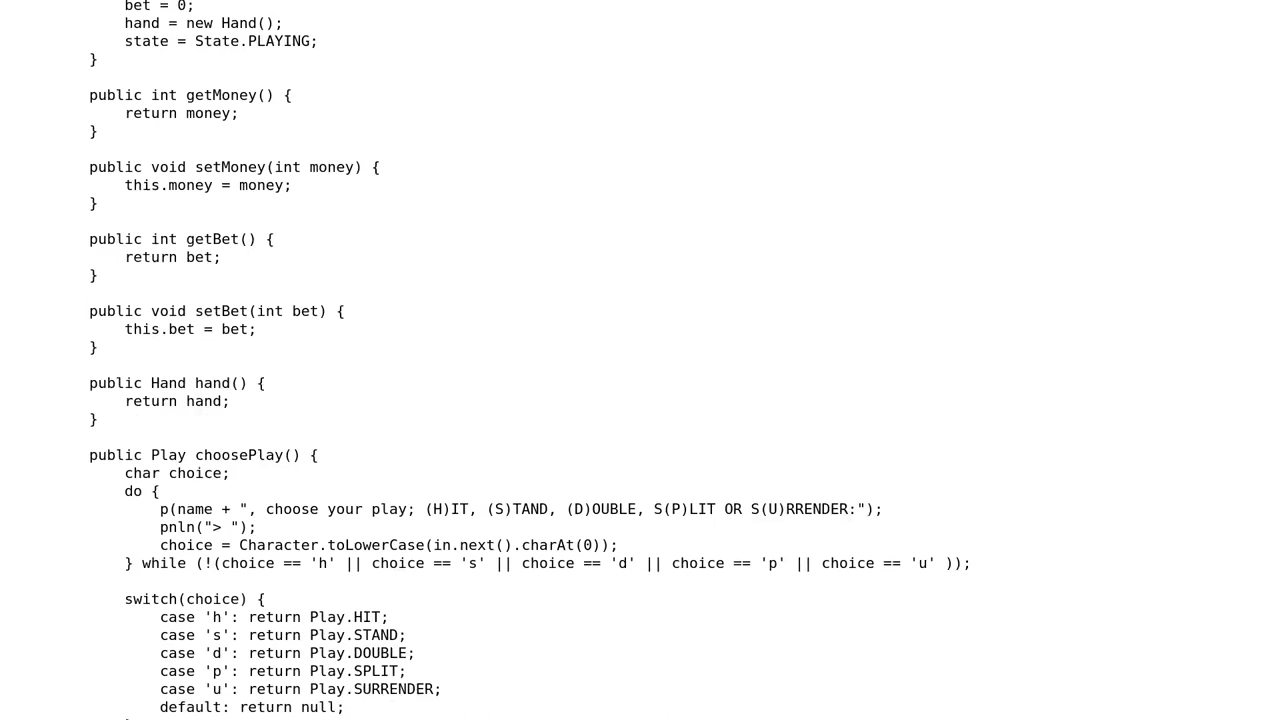 bet = 0;
hand = new Hand();
state = State.PLAYING;
}
public int getMoney() {
return money;
}
public void setMoney(int money) {
this.money = money;
}
public int getBet() {
return bet;
}
public void setBet(int bet) {
this.bet = bet;
}
public Hand hand() {
return hand;
}
public Play choosePlay() {
char choice;
do {
p(name + ", choose your play; (H)IT, (S)TAND, (D)OUBLE, S(P)LIT OR S(U)RRENDER:");
pnln("> ");
choice = Character.toLowerCase(in.next().charAt(0));
} while (!(choice == 'h' || choice == 's' || choice == 'd' || choice == 'p' || choice == 'u' ));
switch(choice) {
case 'h': return Play.HIT;
case 's': return Play.STAND;
case 'd': return Play.DOUBLE;
case 'p': return Play.SPLIT;
case 'u': return Play.SURRENDER;
default: return null;